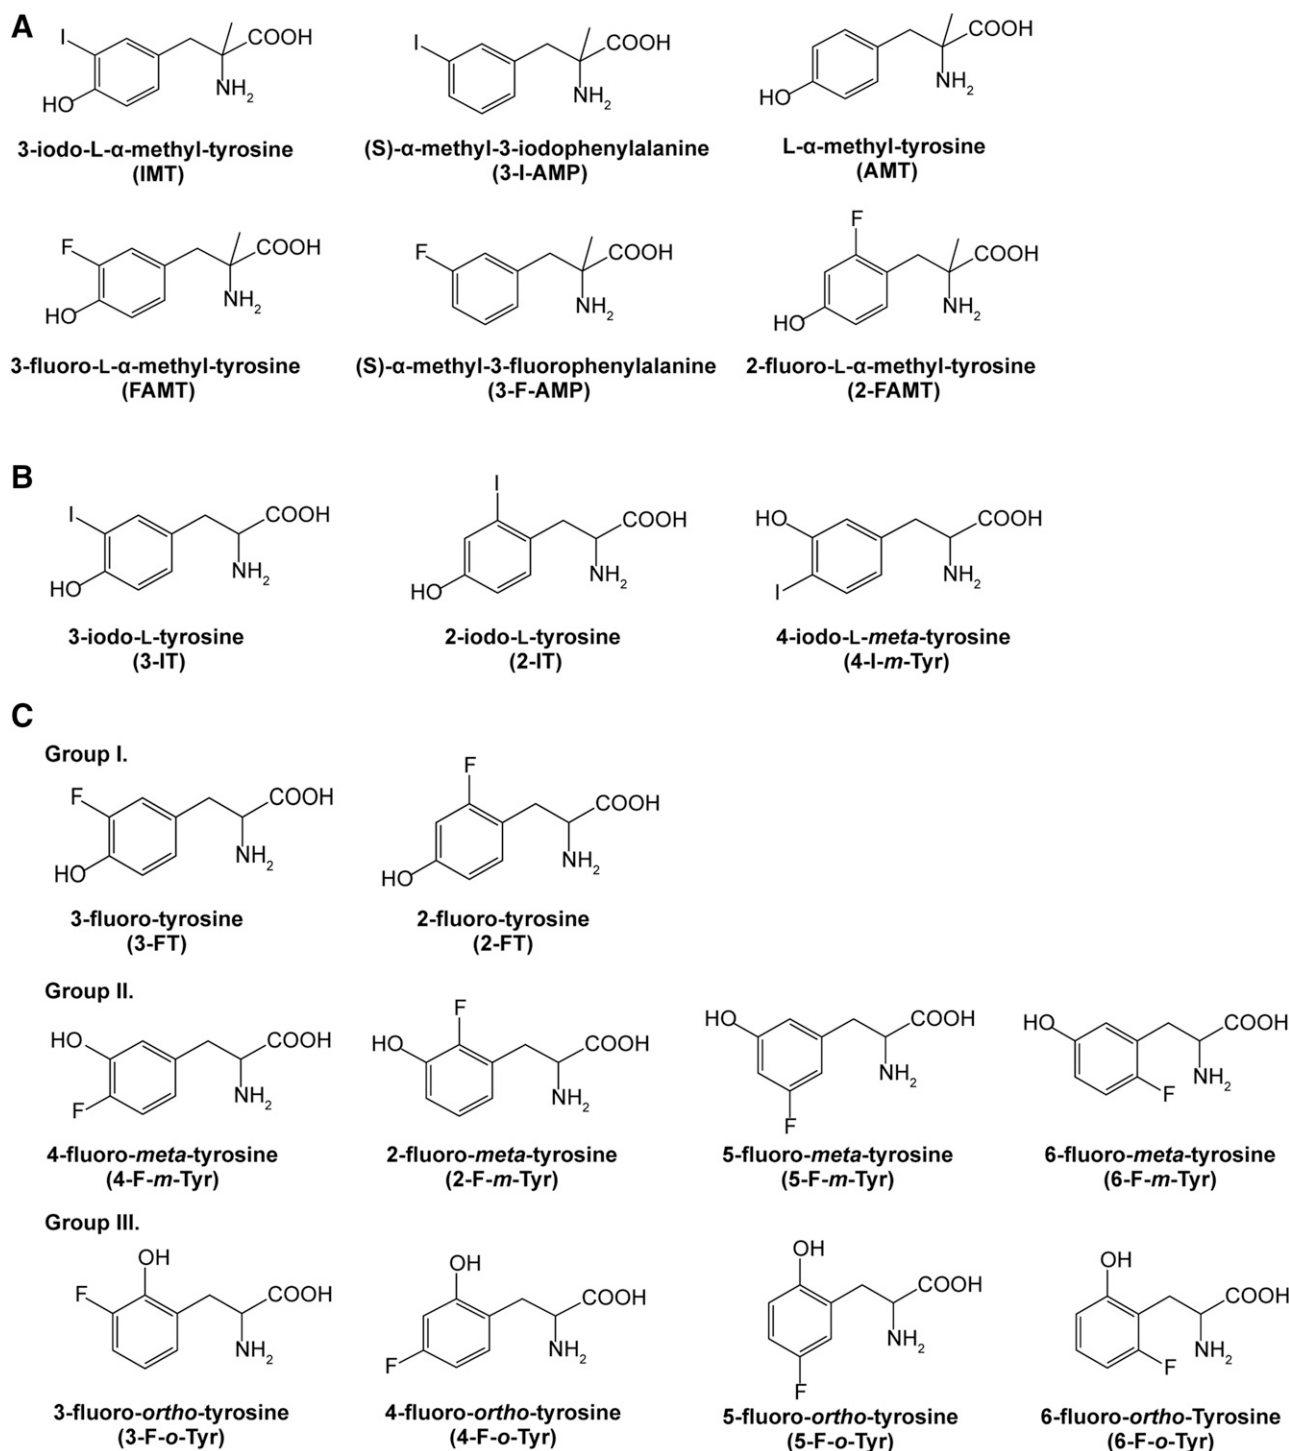 A
I
COOH
NH2
HO
3-iodo-L-α-methyl-tyrosine
(IMT)
I
COOH
NH2
(S)-α-methyl-3-iodophenylalanine
(3-I-AMP)
COOH
NH2
HO
L-α-methyl-tyrosine
(AMT)
F
COOH
NH2
HO
3-fluoro-L-α-methyl-tyrosine
(FAMT)
F
COOH
NH2
(S)-α-methyl-3-fluorophenylalanine
(3-F-AMP)
F
COOH
NH2
HO
2-fluoro-L-α-methyl-tyrosine
(2-FAMT)
B
I
COOH
NH2
HO
3-iodo-L-tyrosine
(3-IT)
I
COOH
NH2
HO
2-iodo-L-tyrosine
(2-IT)
HO
COOH
NH2
I
4-iodo-L-meta-tyrosine
(4-I-m-Tyr)
C
Group I.
F
COOH
NH2
HO
3-fluoro-tyrosine
(3-FT)
F
COOH
NH2
HO
2-fluoro-tyrosine
(2-FT)
Group II.
HO
COOH
NH2
F
4-fluoro-meta-tyrosine
(4-F-m-Tyr)
F
HO
COOH
NH2
2-fluoro-meta-tyrosine
(2-F-m-Tyr)
HO
COOH
NH2
F
5-fluoro-meta-tyrosine
(5-F-m-Tyr)
HO
COOH
NH2
F
6-fluoro-meta-tyrosine
(6-F-m-Tyr)
Group III.
OH
F
COOH
NH2
3-fluoro-ortho-tyrosine
(3-F-o-Tyr)
OH
COOH
NH2
F
4-fluoro-ortho-tyrosine
(4-F-o-Tyr)
OH
COOH
NH2
F
5-fluoro-ortho-tyrosine
(5-F-o-Tyr)
OH
COOH
NH2
F
6-fluoro-ortho-Tyrosine
(6-F-o-Tyr)